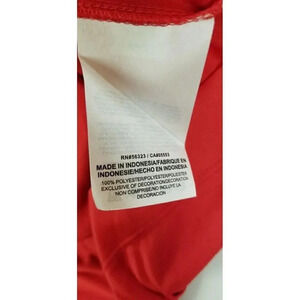 RN#56323 / CA#05553
MADE IN INDONESIA/FABRIQUE EN
INDONESIE/HECHO EN INDONESIA
100% POLYESTER/POLYESTER/POLIESTER
EXCLUSIVE OF DECORATION/DECORATION
NON COMPRISE/NO INCLUYE LA
DECORACIÓN